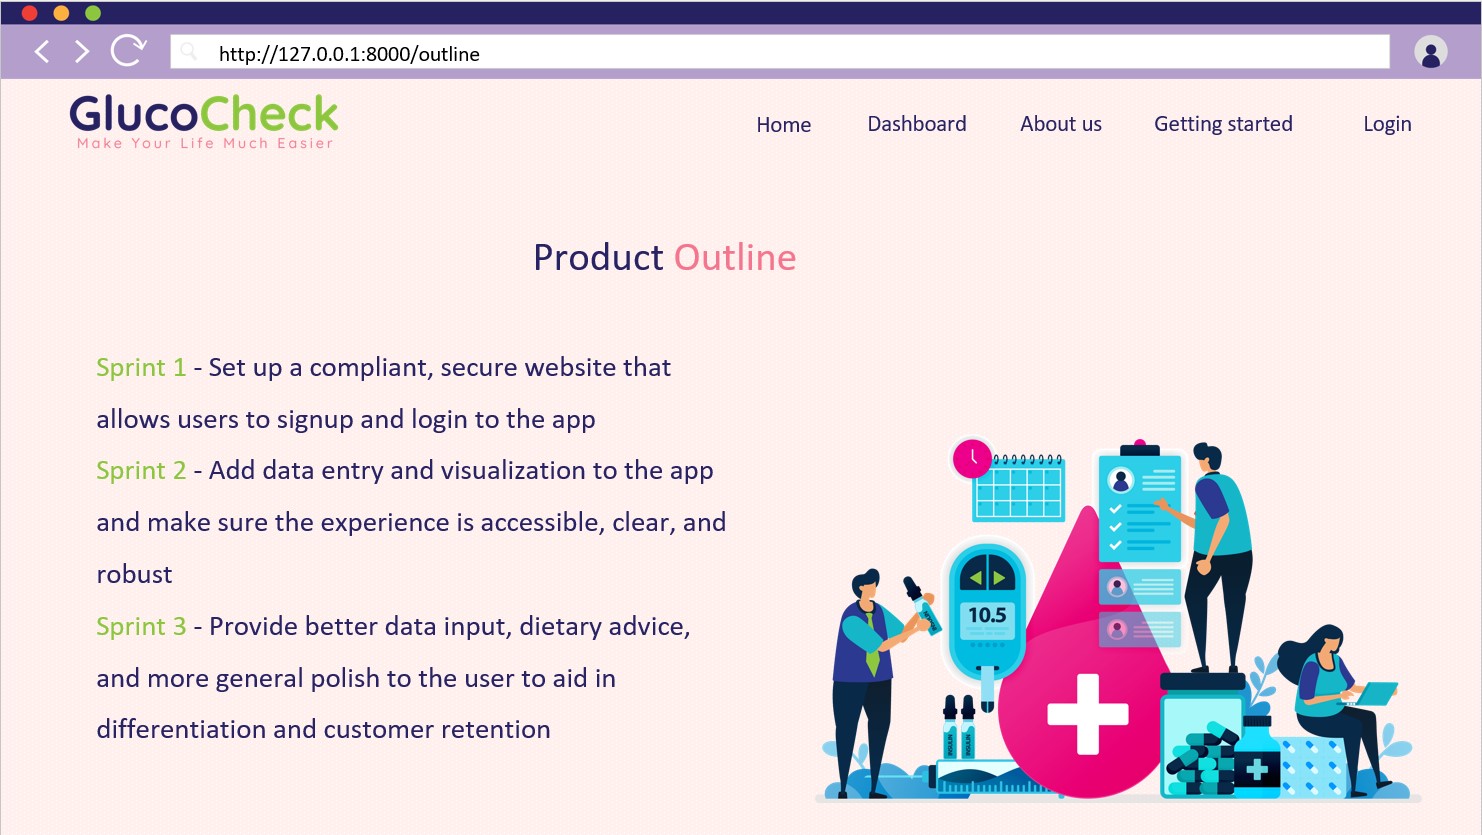 http://127.0.0.1:8000/outline
GlucoCheck
Make Your Life Much Easier
Home Dashboard About us Getting started Login
Product Outline
Sprint 1 - Set up a compliant, secure website that
allows users to signup and login to the app
Sprint 2 - Add data entry and visualization to the app
and make sure the experience is accessible, clear, and
robust
Sprint 3 - Provide better data input, dietary advice,
and more general polish to the user to aid in
differentiation and customer retention
10.5
INSULIN
INSULIN
INSULIN